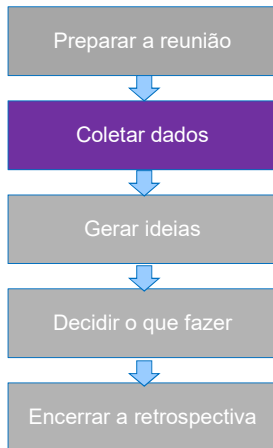 Preparar a reunião
Coletar dados
Gerar ideias
Decidir o que fazer
Encerrar a retrospectiva